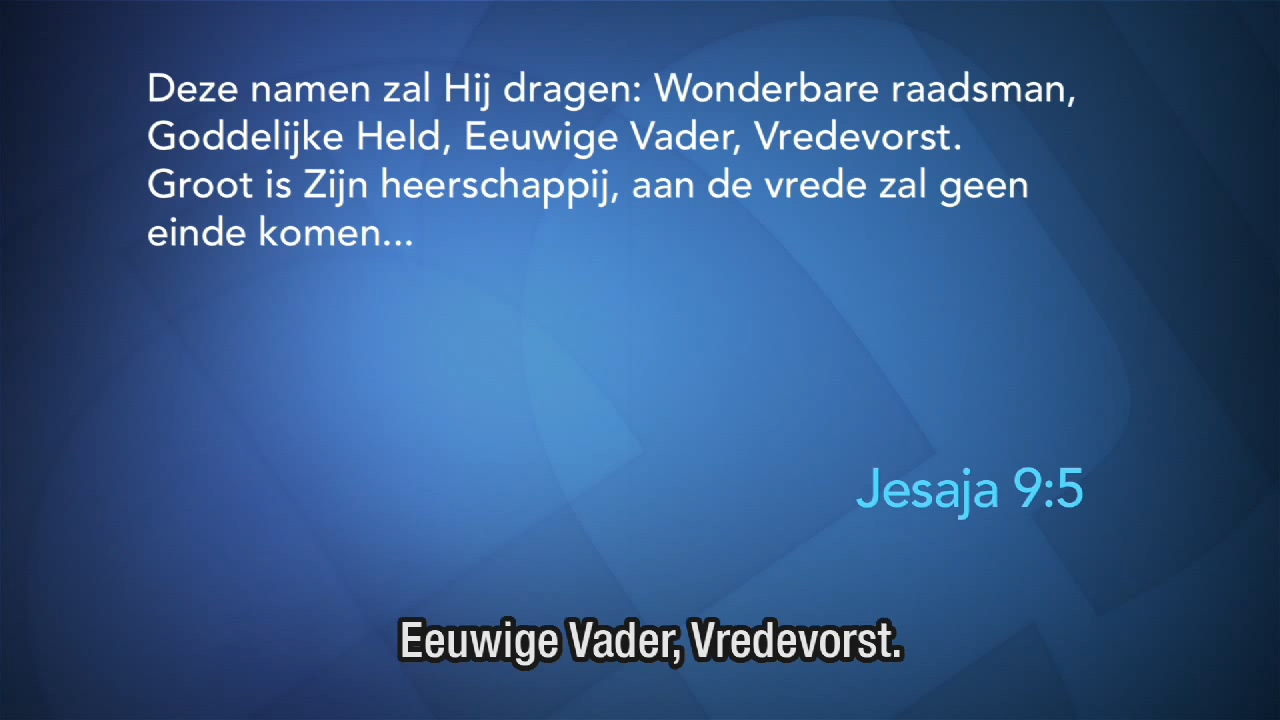 Deze namen zal Hij dragen: Wonderbare raadsman,
Goddelijke Held, Eeuwige Vader, Vredevorst.
Groot is Zijn heerschappij, aan de vrede zal geen
einde komen...
Jesaja 9:5
Eeuwige Vader, Vredevorst.